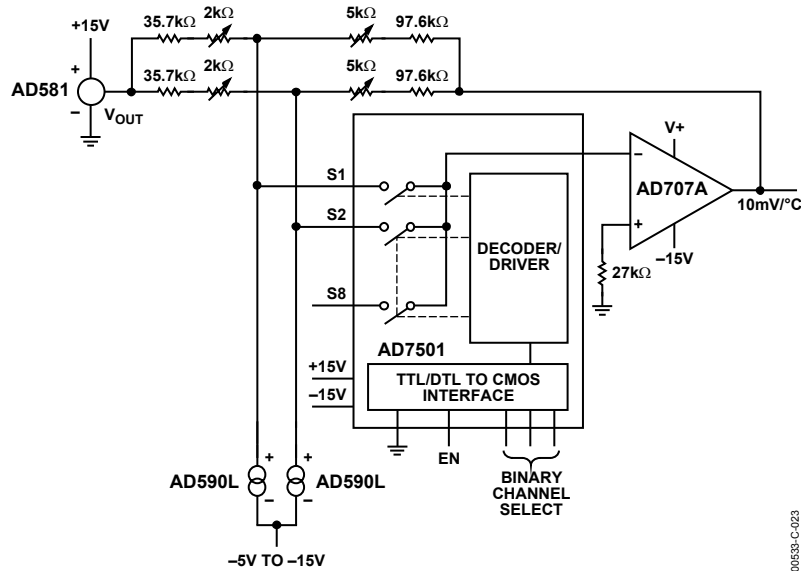 +15V
35.7kΩ
2kΩ
5kΩ
97.6kΩ
AD581
+
–
VOUT
35.7kΩ
2kΩ
5kΩ
97.6kΩ
S1
S2
S8
DECODER/
DRIVER
AD7501
+15V
–15V
TTL/DTL TO CMOS
INTERFACE
EN
BINARY
CHANNEL
SELECT
V+
–
AD707A
+
–15V
10mV/°C
27kΩ
AD590L
+
–
+
–
AD590L
–5V TO –15V
00533-C-023